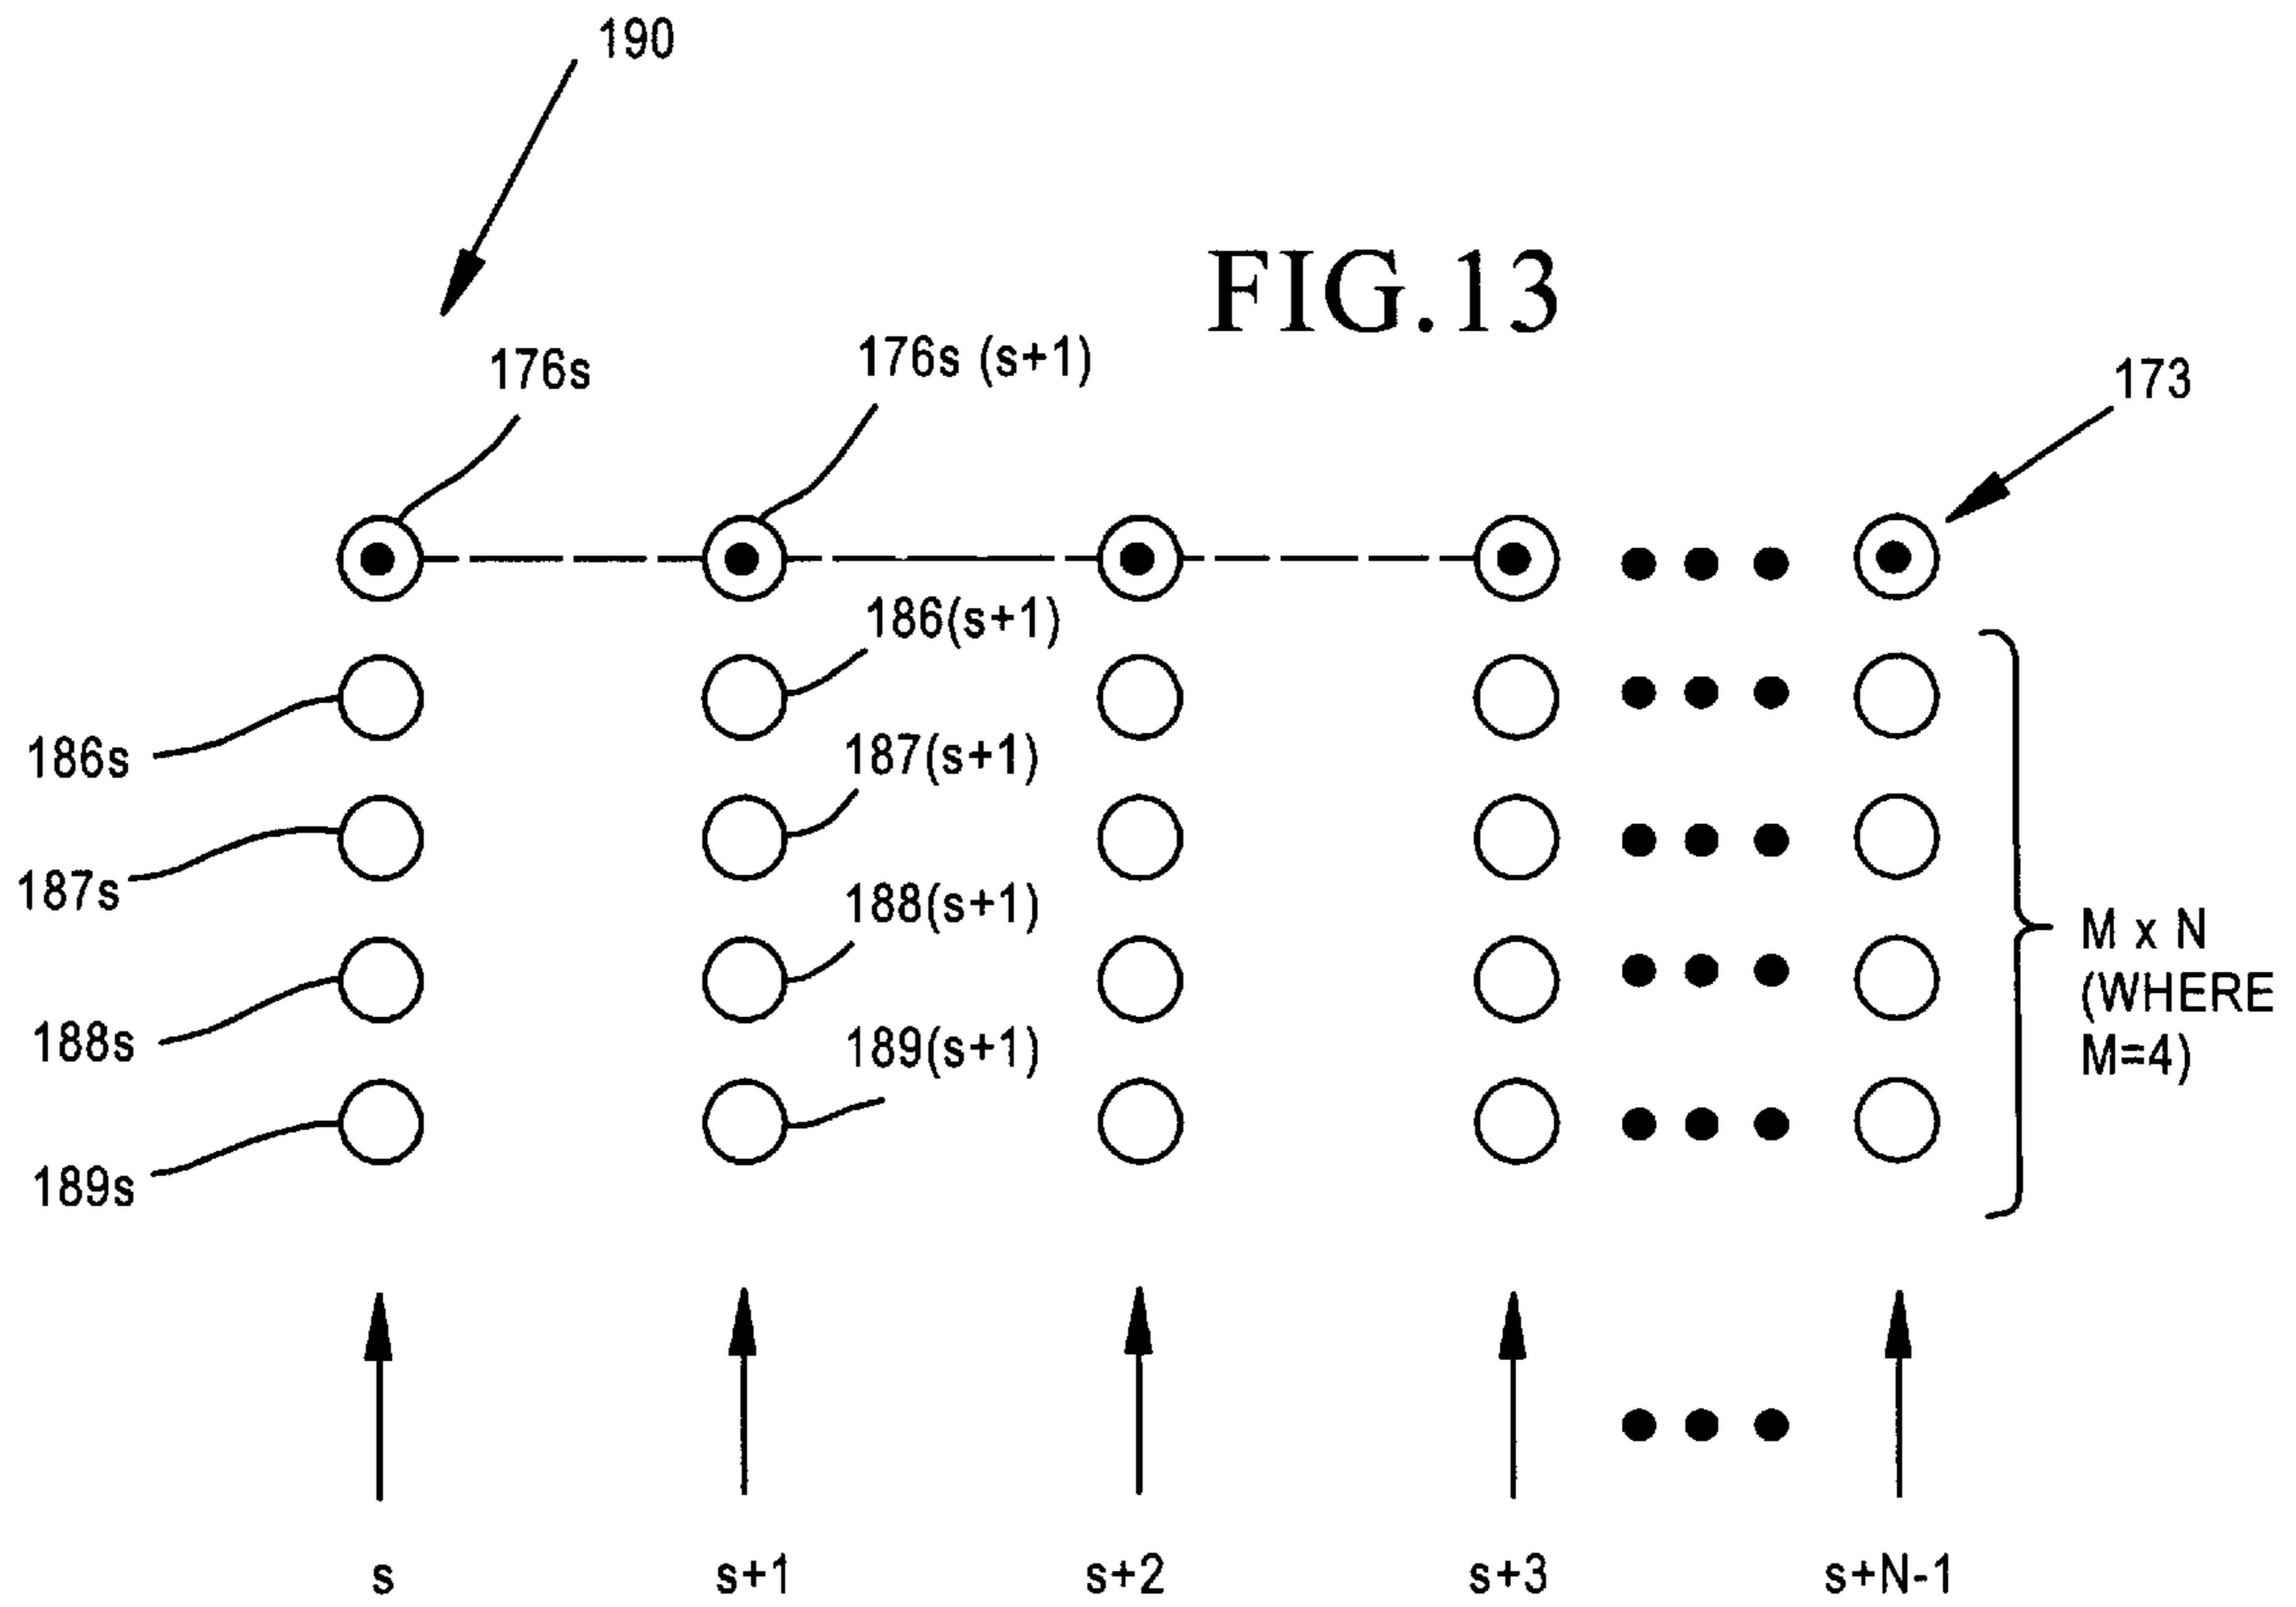 190
FIG.13
176s
176s (s+1)
173
186(s+1)
186s
187(s+1)
187s
188(s+1)
M x N
(WHERE
M=4)
188s
189(s+1)
189s
s
s+1
s+2
s+3
s+N-1